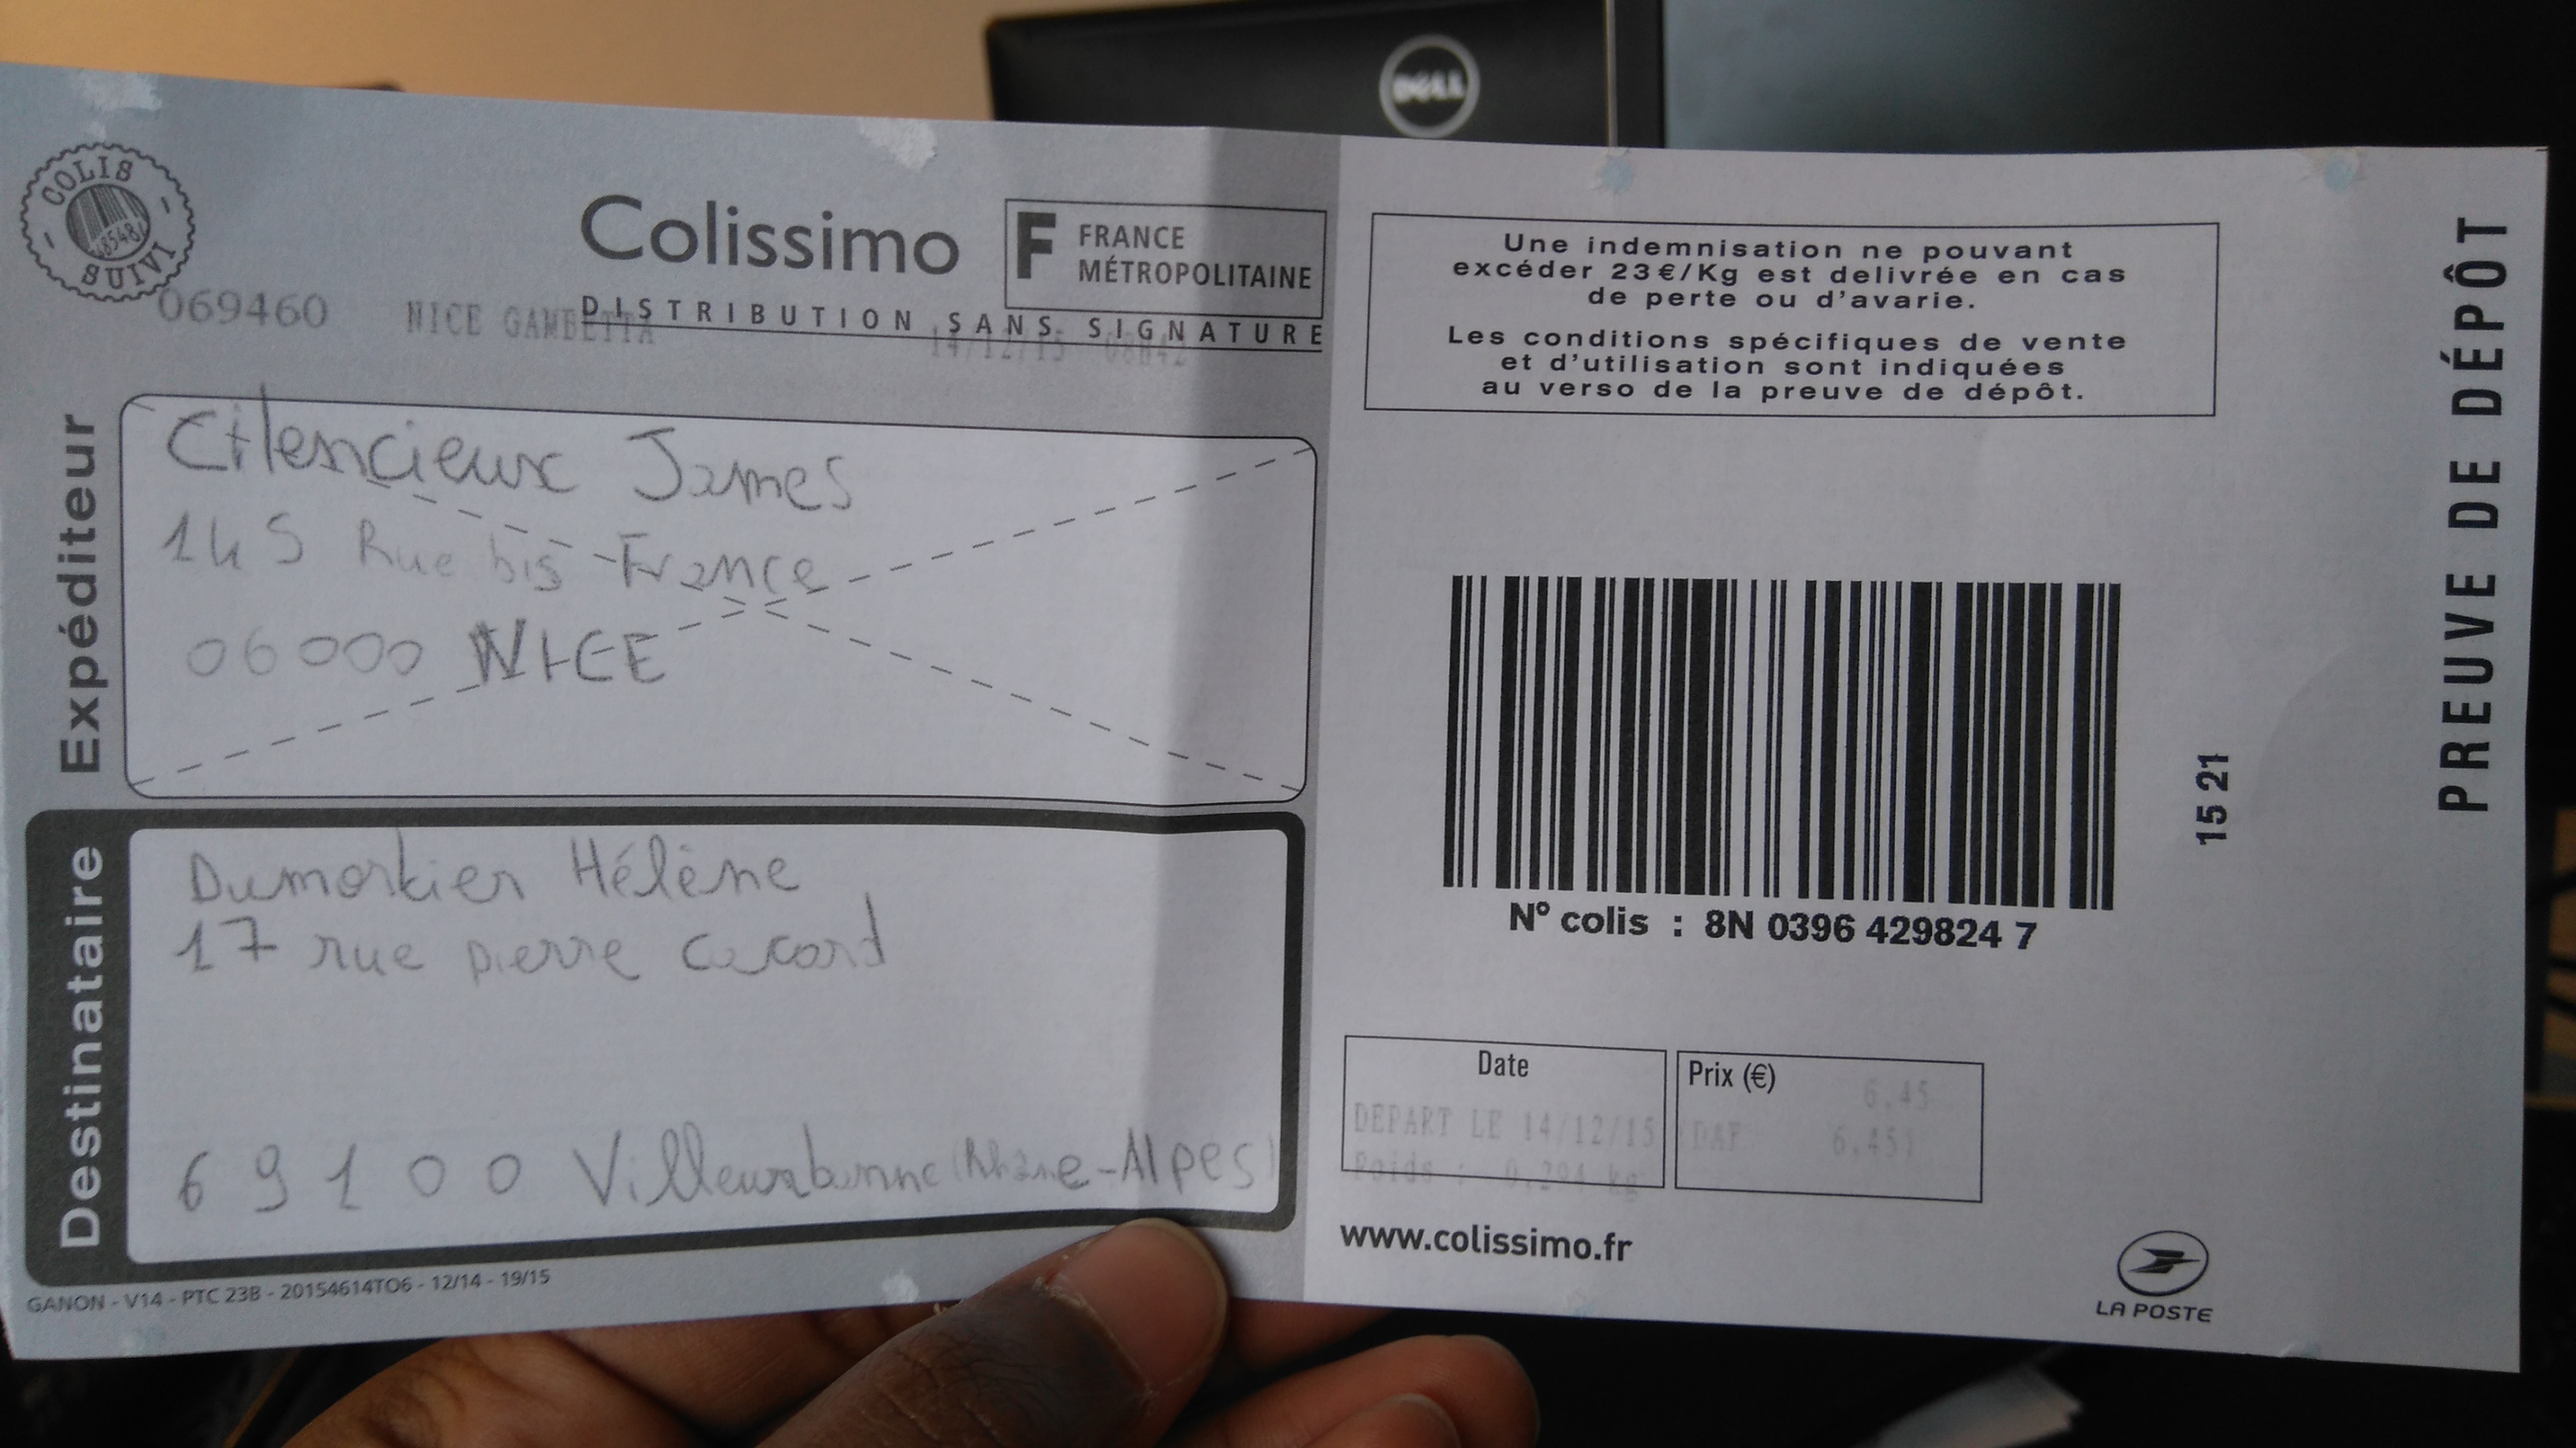 DELL
COLIS SUIVI
Colissimo
F FRANCE
MÉTROPOLITAINE
069460 NICE GAMBETTA
DISTRIBUTION SANS SIGNATURE
14/12/15 08H42
Expéditeur
Cilencieux James
145 Rue bis France
06000 NICE
Destinataire
Dumortier Hélène
17 rue pierre cacard
69100 Villeurbanne (Rhône-Alpes)
GANON - V14 - PTC 23B - 20154614TO6 - 12/14 - 19/15
Une indemnisation ne pouvant
excéder 23€/Kg est delivrée en cas
de perte ou d'avarie.
Les conditions spécifiques de vente
et d'utilisation sont indiquées
au verso de la preuve de dépôt.
N° colis : 8N 0396 429824 7
15 21
Date
DEPART LE 14/12/15
Poids : 0.294 kg
Prix (€)
6.45
DAF 6,45
www.colissimo.fr
LA POSTE
PREUVE DE DÉPÔT